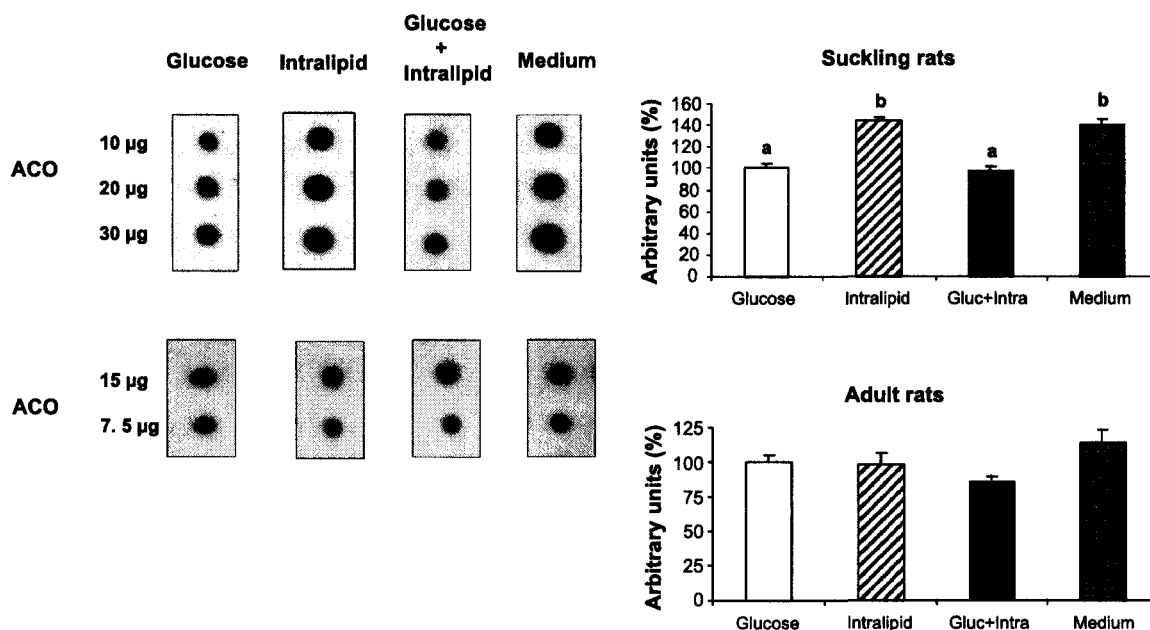 Glucose
Intralipid
Glucose
+
Intralipid
Medium
ACO
10 µg
20 µg
30 µg
ACO
15 µg
7. 5 µg
Suckling rats
Arbitrary units (%)
160
140
120
100
80
60
40
20
0
a
b
a
b
Glucose
Intralipid
Gluc+Intra
Medium
Adult rats
Arbitrary units (%)
125
100
75
50
25
0
Glucose
Intralipid
Gluc+Intra
Medium